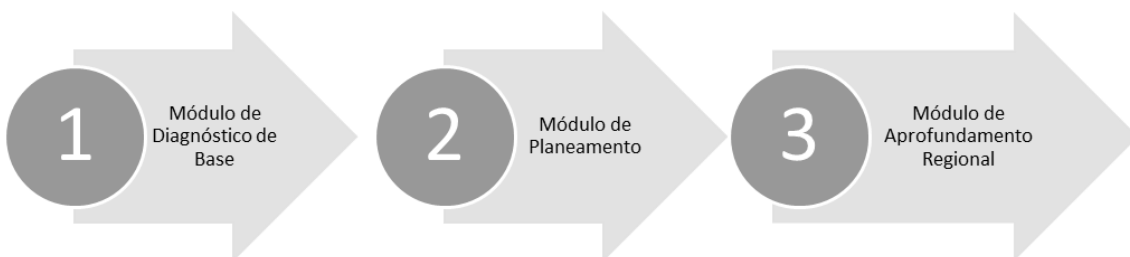 1
Módulo de
Diagnóstico de
Base
2
Módulo de
Planeamento
3
Módulo de
Aprofundamento
Regional